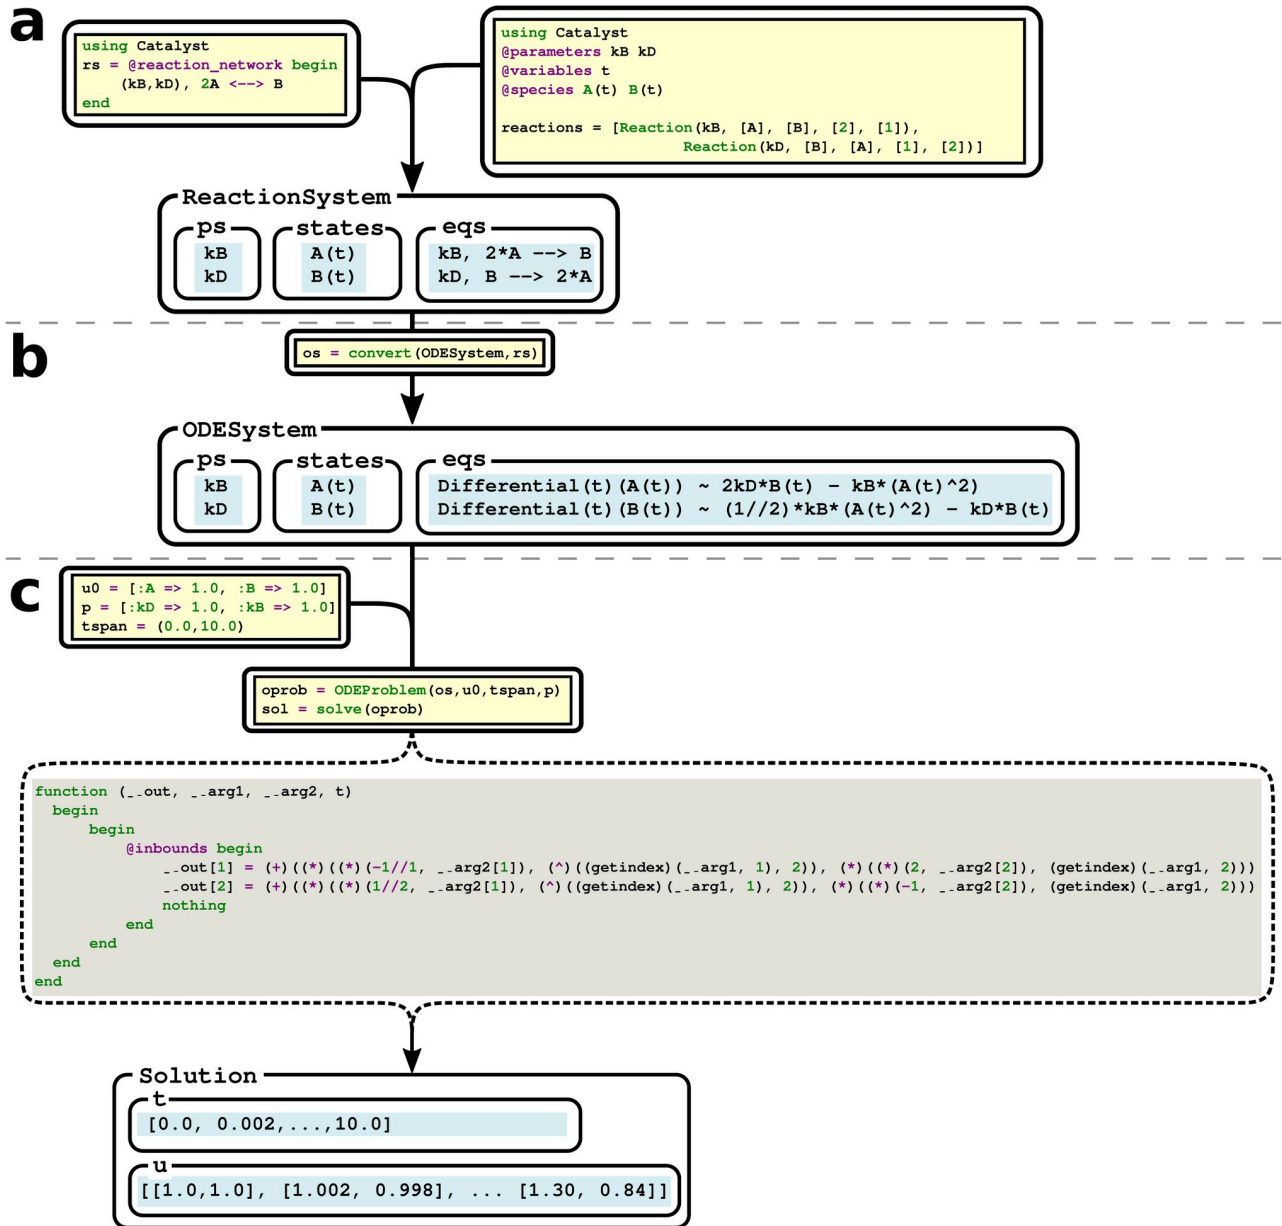 a
using Catalyst
rs = @reaction_network begin
    (kB,kD), 2A <--> B
end
using Catalyst
@parameters kB kD
@variables t
@species A(t) B(t)
reactions = [Reaction(kB, [A], [B], [2], [1]),
                    Reaction(kD, [B], [A], [1], [2])]
ReactionSystem
ps
kB
kD
states
A(t)
B(t)
eqs
kB, 2*A --> B
kD, B --> 2*A
b
os = convert(ODESystem,rs)
ODESystem
ps
kB
kD
states
A(t)
B(t)
eqs
Differential(t)(A(t)) ~ 2kD*B(t) - kB*(A(t)^2)
Differential(t)(B(t)) ~ (1//2)*kB*(A(t)^2) - kD*B(t)
c
u0 = [:A => 1.0, :B => 1.0]
p = [:kD => 1.0, :kB => 1.0]
tspan = (0.0,10.0)
oprob = ODEProblem(os,u0,tspan,p)
sol = solve(oprob)
function (__out, __arg1, __arg2, t)
  begin
      begin
          @inbounds begin
              __out[1] = (+)((*)((*)(-1//1, __arg2[1]), (^)((getindex)(__arg1, 1), 2)), (*)((*)(2, __arg2[2]), (getindex)(__arg1, 2)))
              __out[2] = (+)((*)((*)(1//2, __arg2[1]), (^)((getindex)(__arg1, 1), 2)), (*)((*)(-1, __arg2[2]), (getindex)(__arg1, 2)))
              nothing
          end
      end
  end
end
Solution
t
[0.0, 0.002,...,10.0]
u
[[1.0,1.0], [1.002, 0.998], ... [1.30, 0.84]]